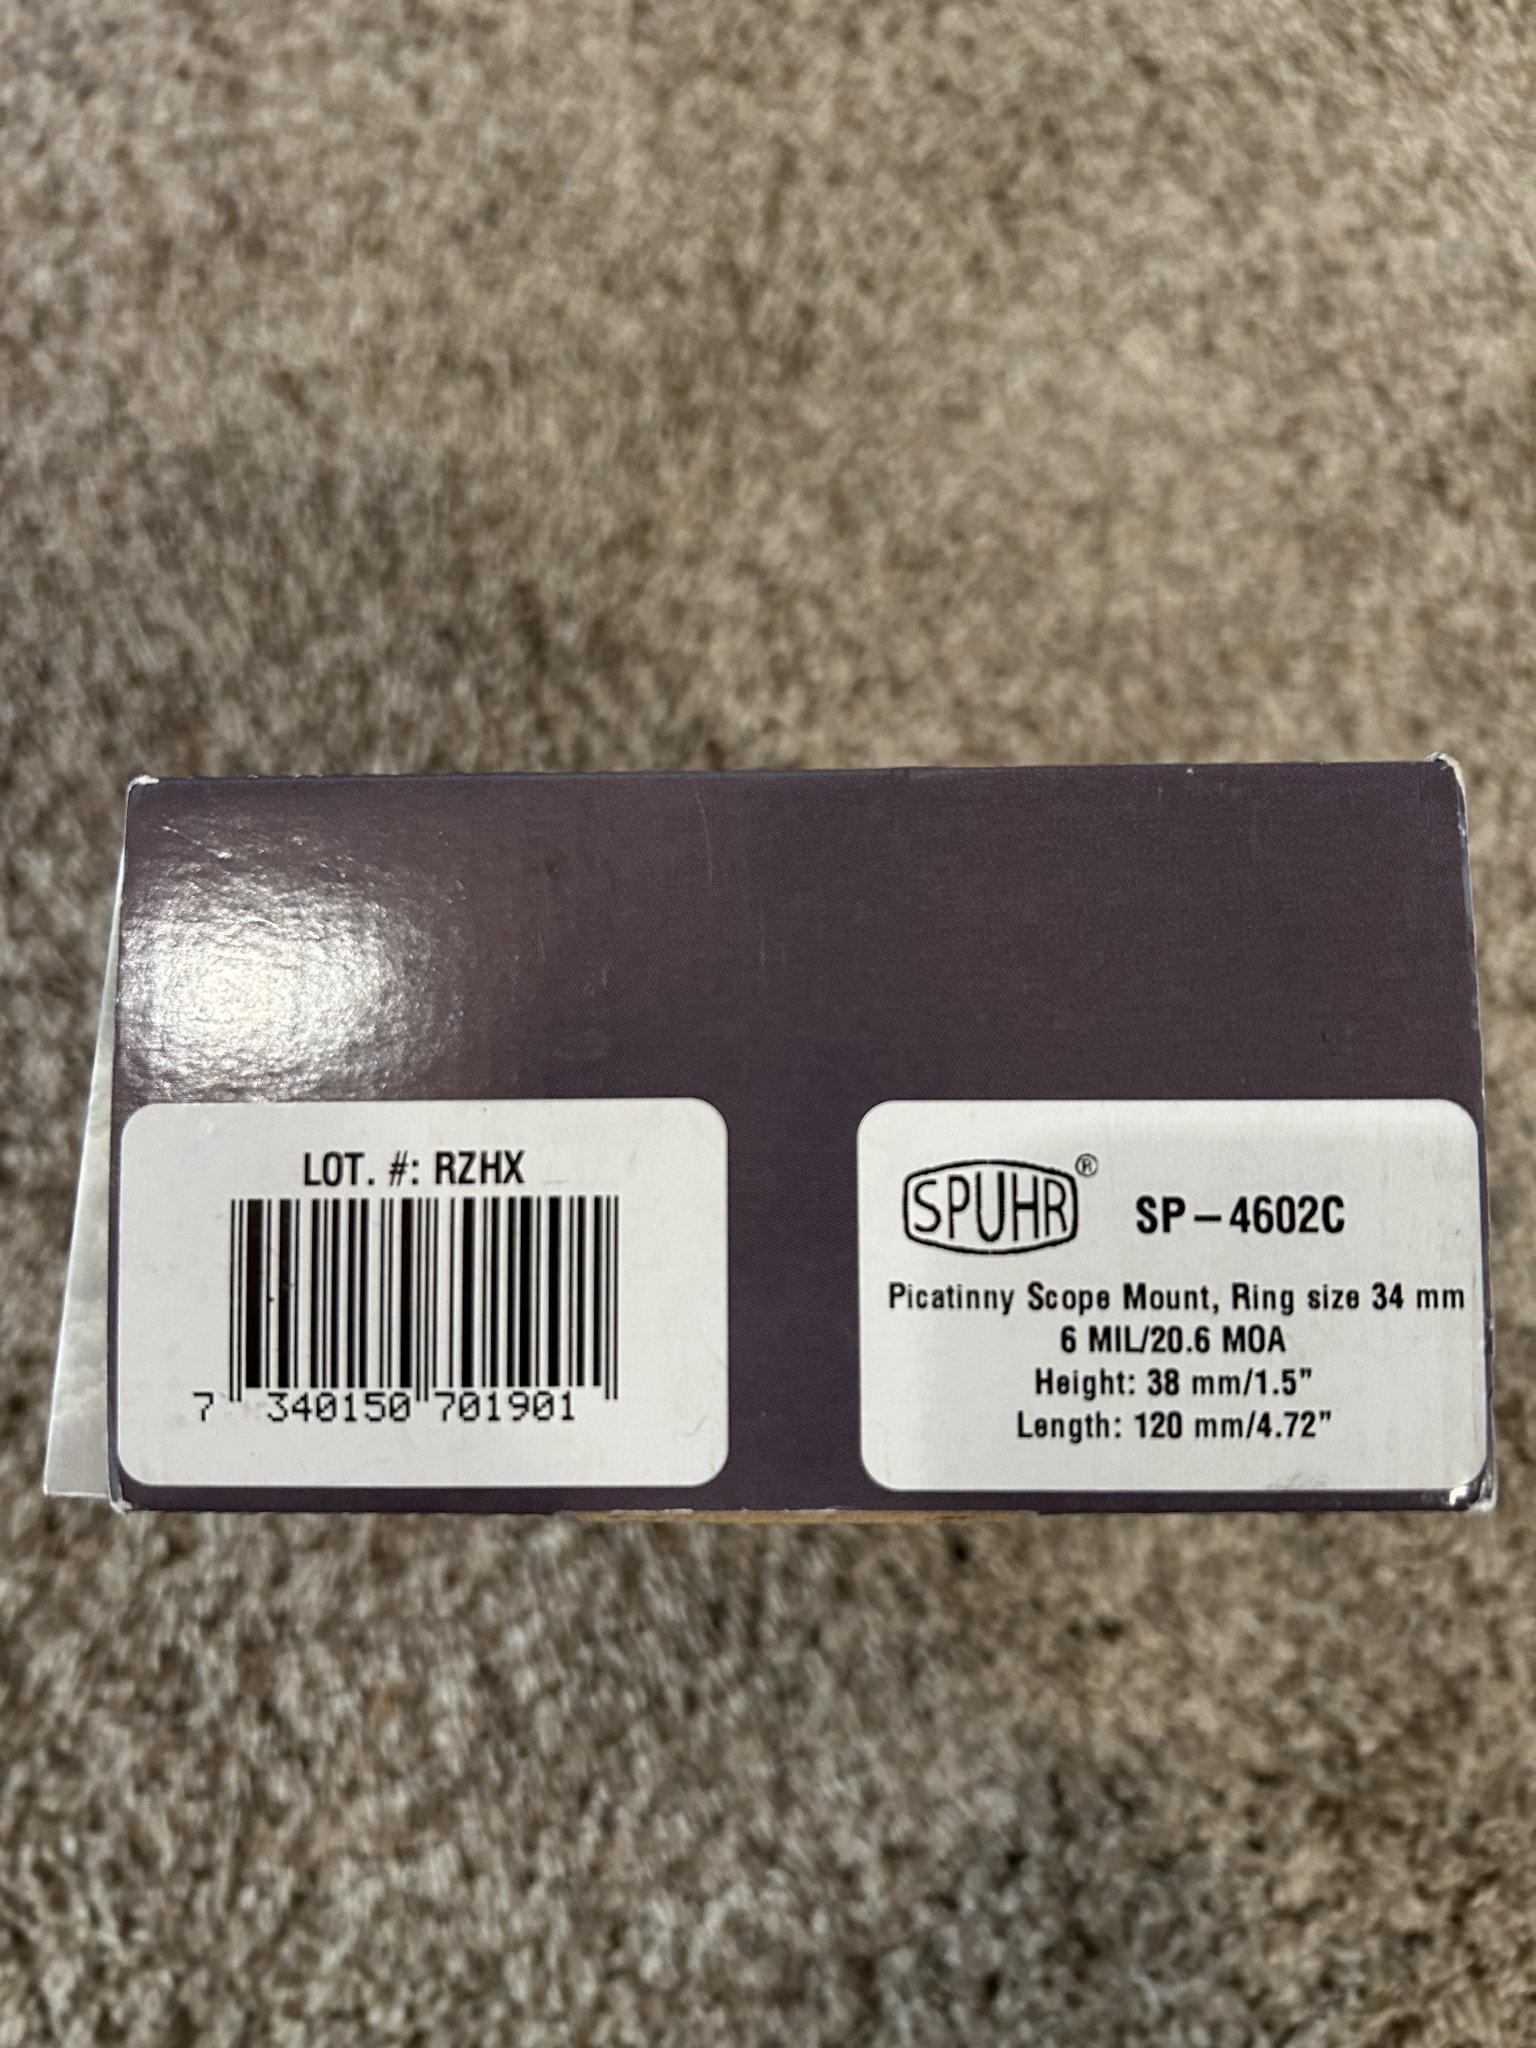 LOT. #: RZHX
7 340150 701901
SPUHR® SP-4602C
Picatinny Scope Mount, Ring size 34 mm
6 MIL/20.6 MOA
Height: 38 mm/1.5”
Length: 120 mm/4.72”